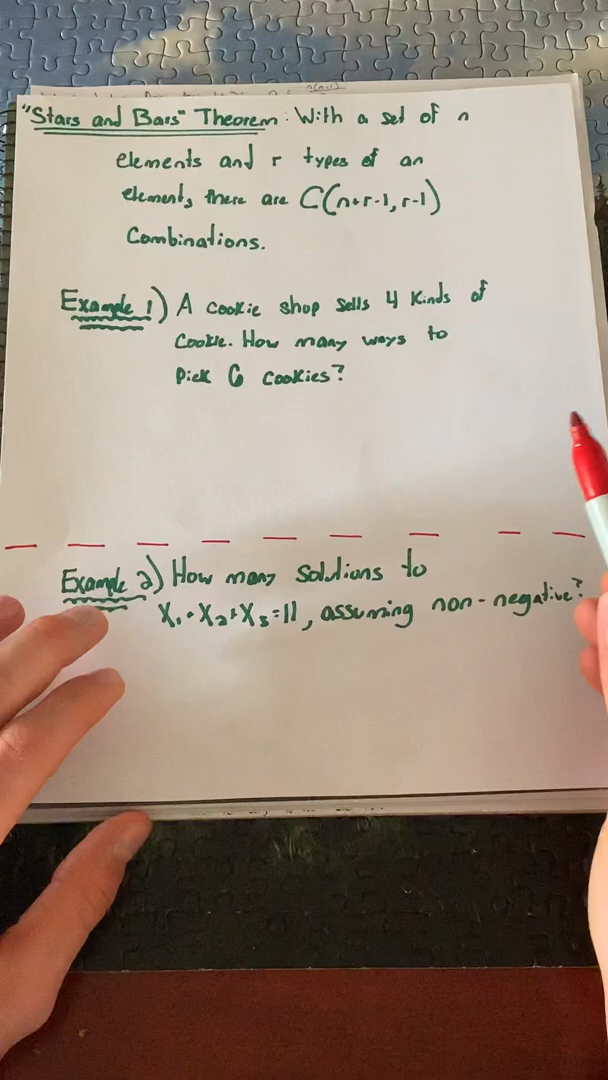 "Stars and Bars" Theorem: With a set of n
elements and r types of an
element, there are C(n+r-1, r-1)
Combinations.
Example 1) A cookie shop sells 4 kinds of
cookie. How many ways to
pick 6 cookies?
Example 2) How many solutions to
X₁+X₂+X₃=11, assuming non-negative?